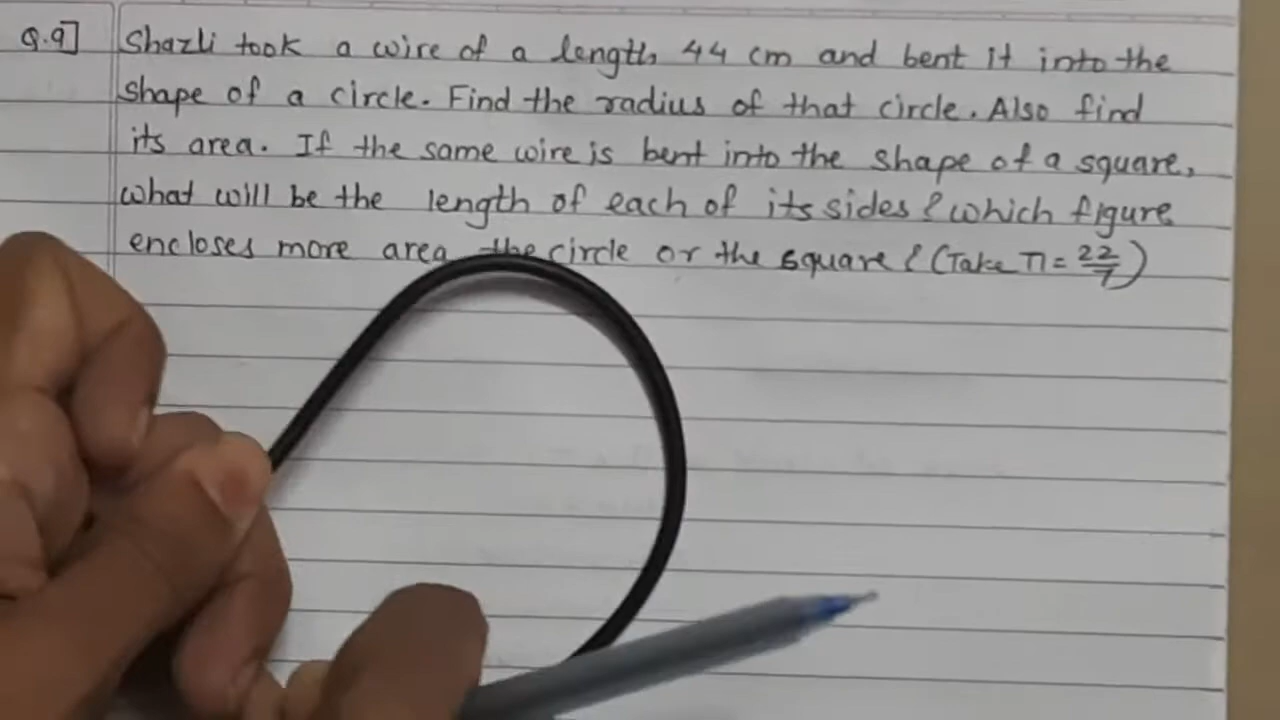 Q.9] Shazli took a wire of a length 44 cm and bent it into the
shape of a circle. Find the radius of that circle. Also find
its area. If the same wire is bent into the shape of a square,
what will be the length of each of its sides? which figure
encloses more area the circle or the square? (Take π = 22/7)